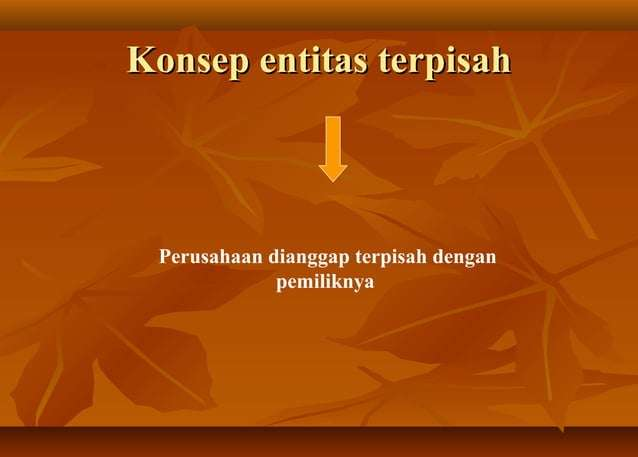 Konsep entitas terpisah
Perusahaan dianggap terpisah dengan
pemiliknya